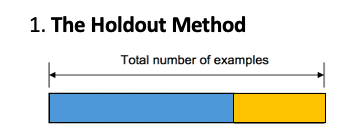 1. The Holdout Method
Total number of examples